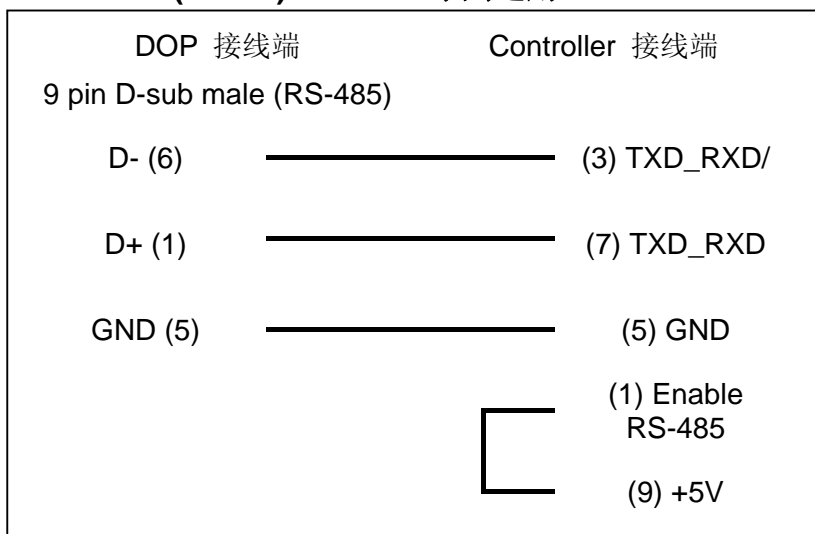 DOP 接线端 Controller 接线端
9 pin D-sub male (RS-485)
D- (6) (3) TXD_RXD/
D+ (1) (7) TXD_RXD
GND (5) (5) GND
(1) Enable
RS-485
(9) +5V